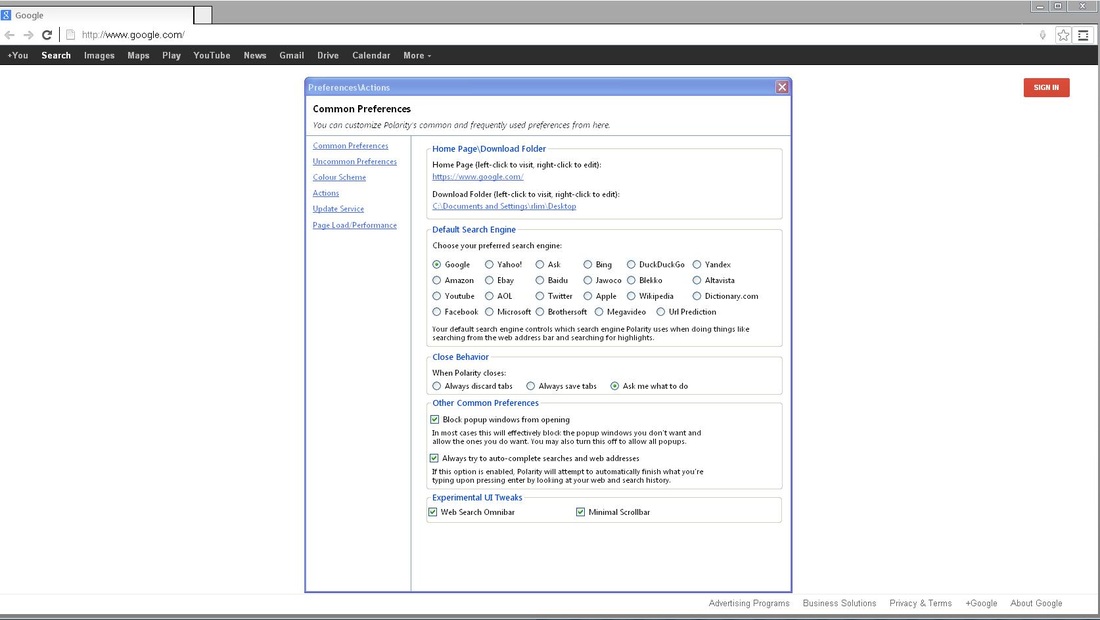 Google
http://www.google.com/
+You Search Images Maps Play YouTube News Gmail Drive Calendar More
SIGN IN
Preferences\Actions
Common Preferences
You can customize Polarity's common and frequently used preferences from here.
Common Preferences
Uncommon Preferences
Colour Scheme
Actions
Update Service
Page Load/Performance
Home Page\Download Folder
Home Page (left-click to visit, right-click to edit):
https://www.google.com/
Download Folder (left-click to visit, right-click to edit):
C:\Documents and Settings\slim\Desktop
Default Search Engine
Choose your preferred search engine:
Google Yahoo! Ask Bing DuckDuckGo Yandex
Amazon Ebay Baidu Jawoco Blekko Altavista
Youtube AOL Twitter Apple Wikipedia Dictionary.com
Facebook Microsoft Brothersoft Megavideo Url Prediction
Your default search engine controls which search engine Polarity uses when doing things like
searching from the web address bar and searching for highlights.
Close Behavior
When Polarity closes:
Always discard tabs Always save tabs Ask me what to do
Other Common Preferences
Block popup windows from opening
In most cases this will effectively block the popup windows you don't want and
allow the ones you do want. You may also turn this off to allow all popups.
Always try to auto-complete searches and web addresses
If this option is enabled, Polarity will attempt to automatically finish what you're
typing upon pressing enter by looking at your web and search history.
Experimental UI Tweaks
Web Search Omnibar Minimal Scrollbar
Advertising Programs Business Solutions Privacy & Terms +Google About Google